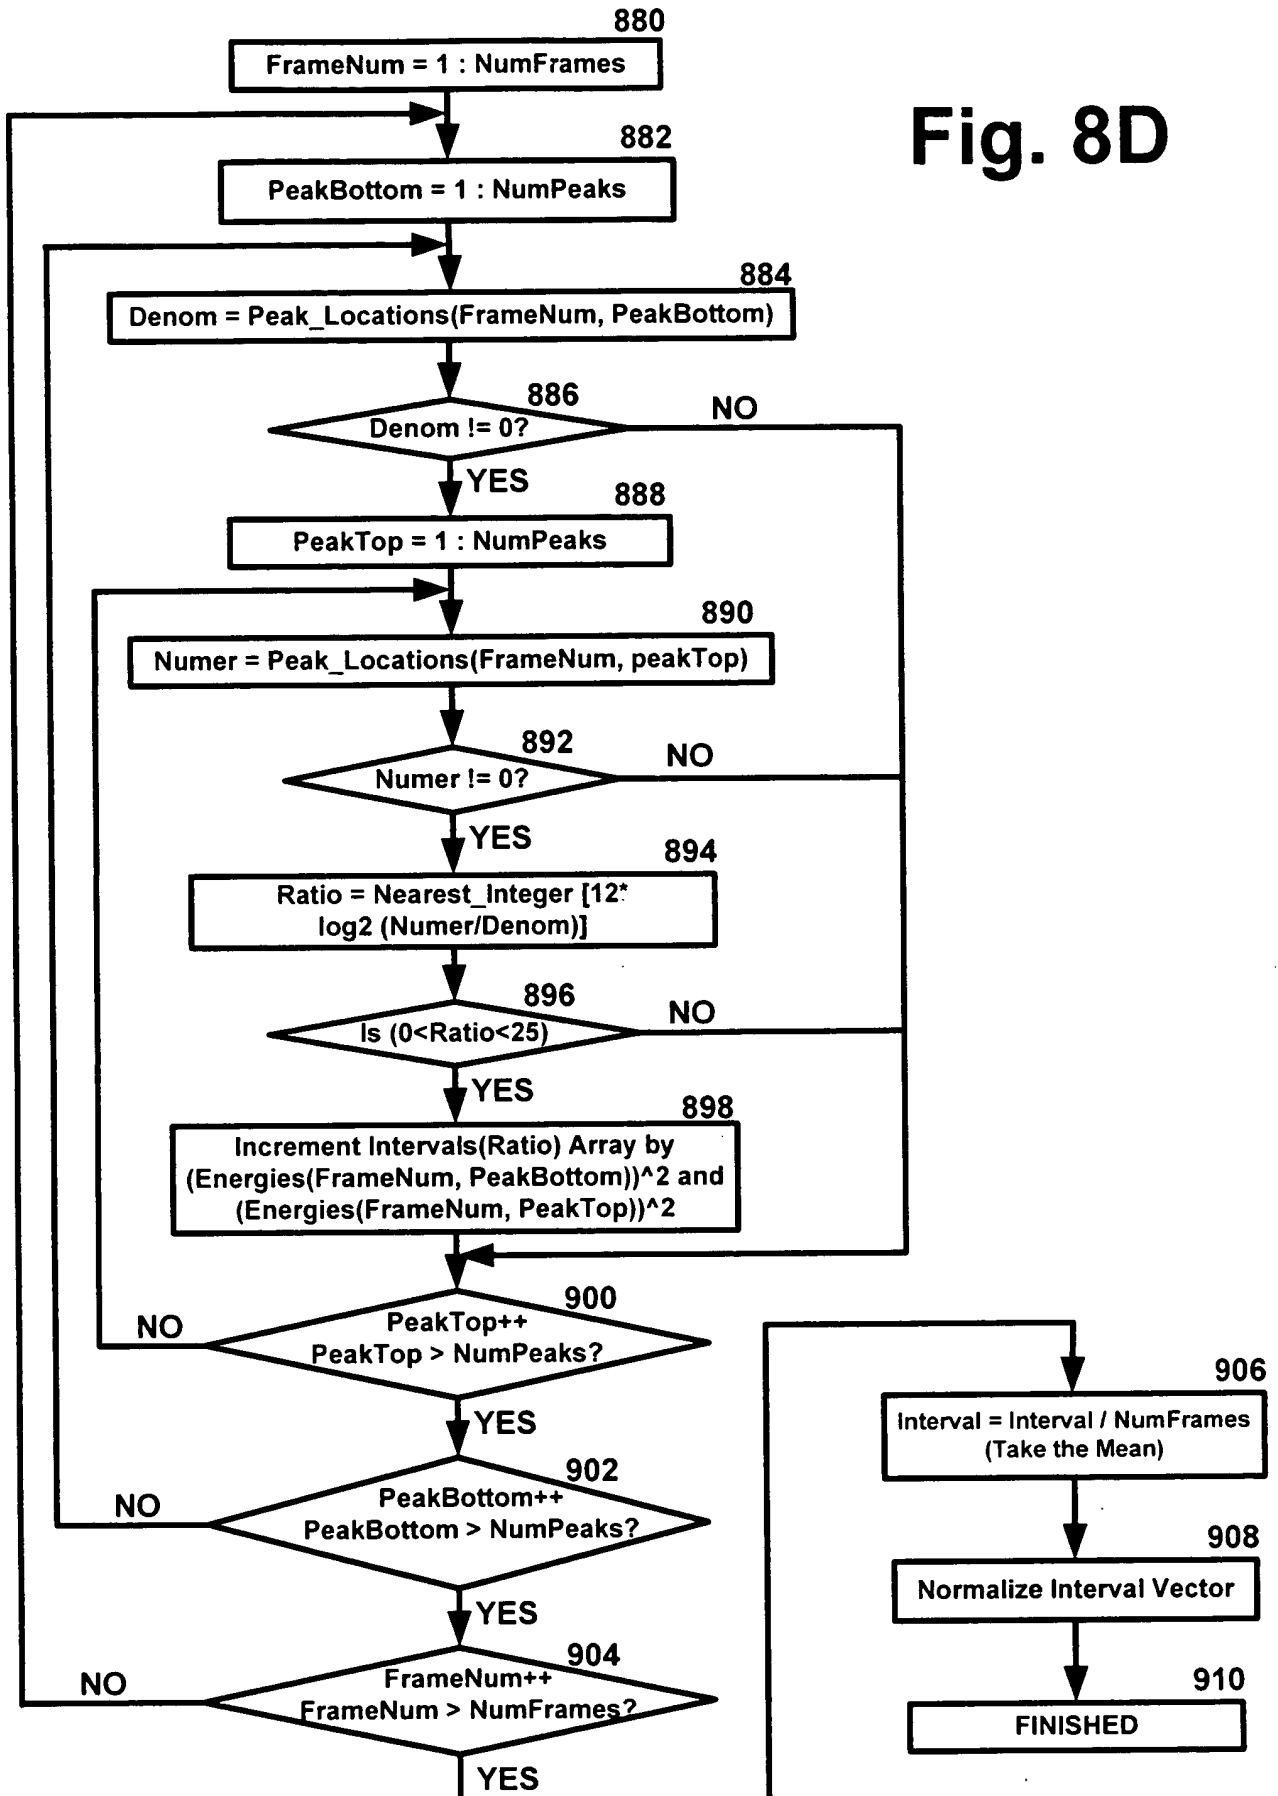 Fig. 8D
880
FrameNum = 1 : NumFrames
882
PeakBottom = 1 : NumPeaks
884
Denom = Peak_Locations(FrameNum, PeakBottom)
886
Denom != 0?
NO
YES
888
PeakTop = 1 : NumPeaks
890
Numer = Peak_Locations(FrameNum, peakTop)
892
Numer != 0?
NO
YES
894
Ratio = Nearest_Integer [12*
log2 (Numer/Denom)]
896
Is (0<Ratio<25)
NO
YES
898
Increment Intervals(Ratio) Array by
(Energies(FrameNum, PeakBottom))^2 and
(Energies(FrameNum, PeakTop))^2
900
PeakTop++
PeakTop > NumPeaks?
NO
YES
902
PeakBottom++
PeakBottom > NumPeaks?
NO
YES
904
FrameNum++
FrameNum > NumFrames?
NO
YES
906
Interval = Interval / NumFrames
(Take the Mean)
908
Normalize Interval Vector
910
FINISHED